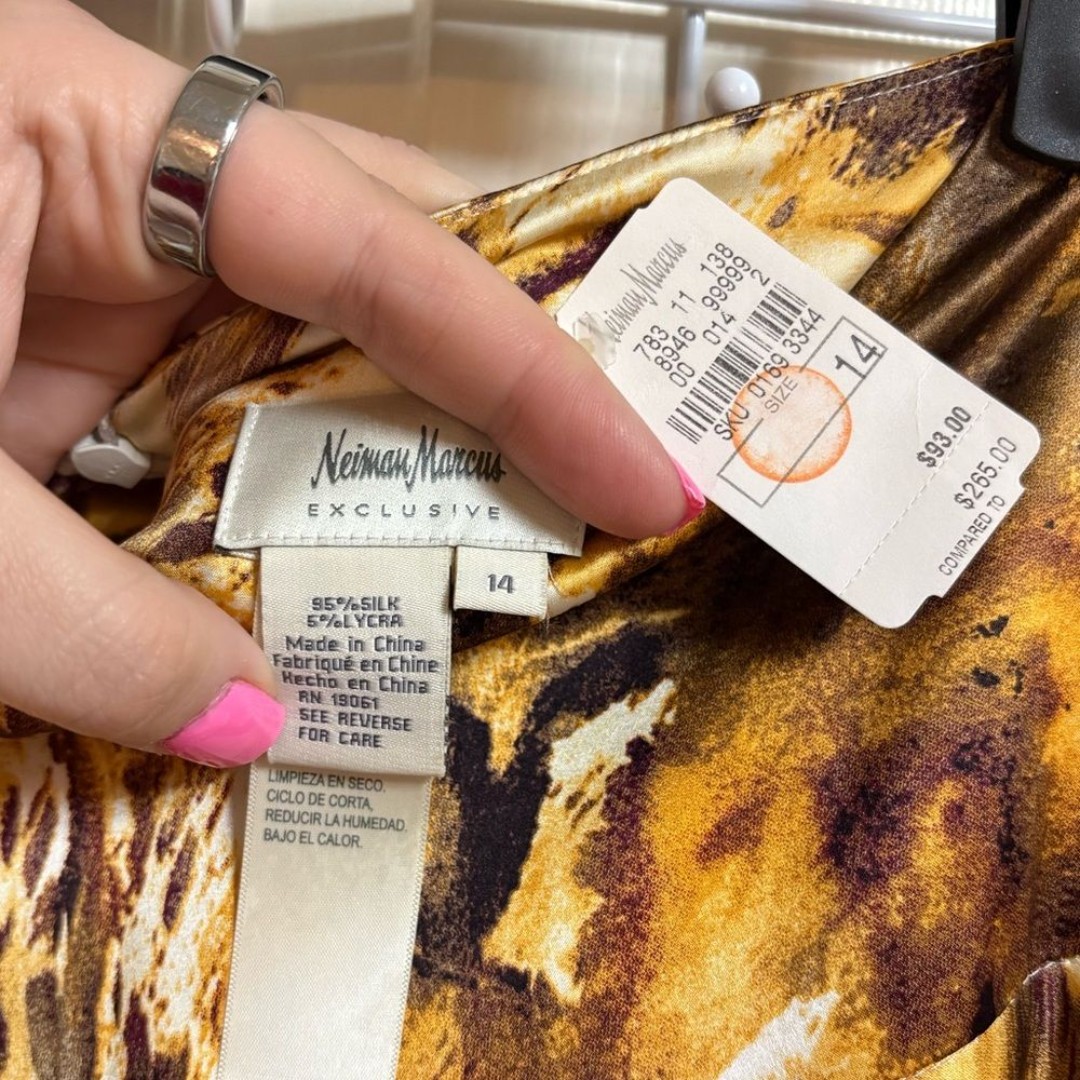 Neiman Marcus
EXCLUSIVE
14
95%SILK
5%LYCRA
Made in China
Fabriqué en Chine
Hecho en China
RN 19061
SEE REVERSE
FOR CARE
LIMPIEZA EN SECO.
CICLO DE CORTA,
REDUCIR LA HUMEDAD.
BAJO EL CALOR.
Neiman Marcus
783 11 138
8946 99999
00 014 2
SKU 0169 3344
SIZE 14
$93.00
$265.00
COMPARED TO